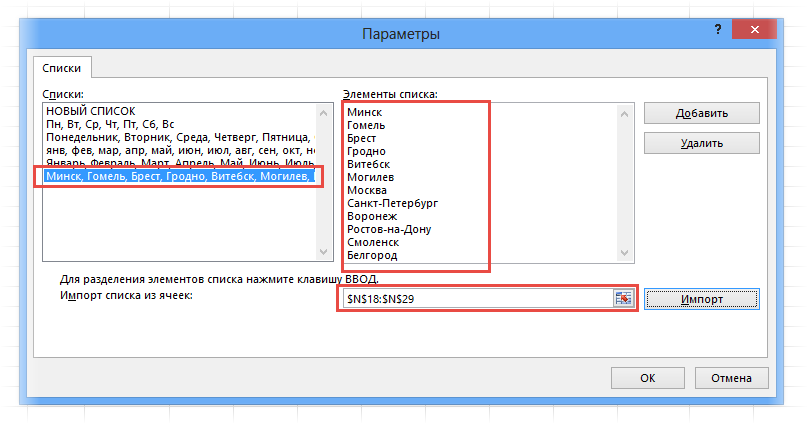 Параметры
?
Списки
Списки:
НОВЫЙ СПИСОК
Пн, Вт, Ср, Чт, Пт, Сб, Вс
Понедельник, Вторник, Среда, Четверг, Пятница,
янв, фев, мар, апр, май, июн, июл, авг, сен, окт, но
Январь, Февраль, Март, Апрель, Май, Июнь, Июль
Минск, Гомель, Брест, Гродно, Витебск, Могилев,
Элементы списка:
Минск
Гомель
Брест
Гродно
Витебск
Могилев
Москва
Санкт-Петербург
Воронеж
Ростов-на-Дону
Смоленск
Белгород
Добавить
Удалить
Для разделения элементов списка нажмите клавишу ВВОД.
Импорт списка из ячеек:
$N$18:$N$29
Импорт
ОК
Отмена